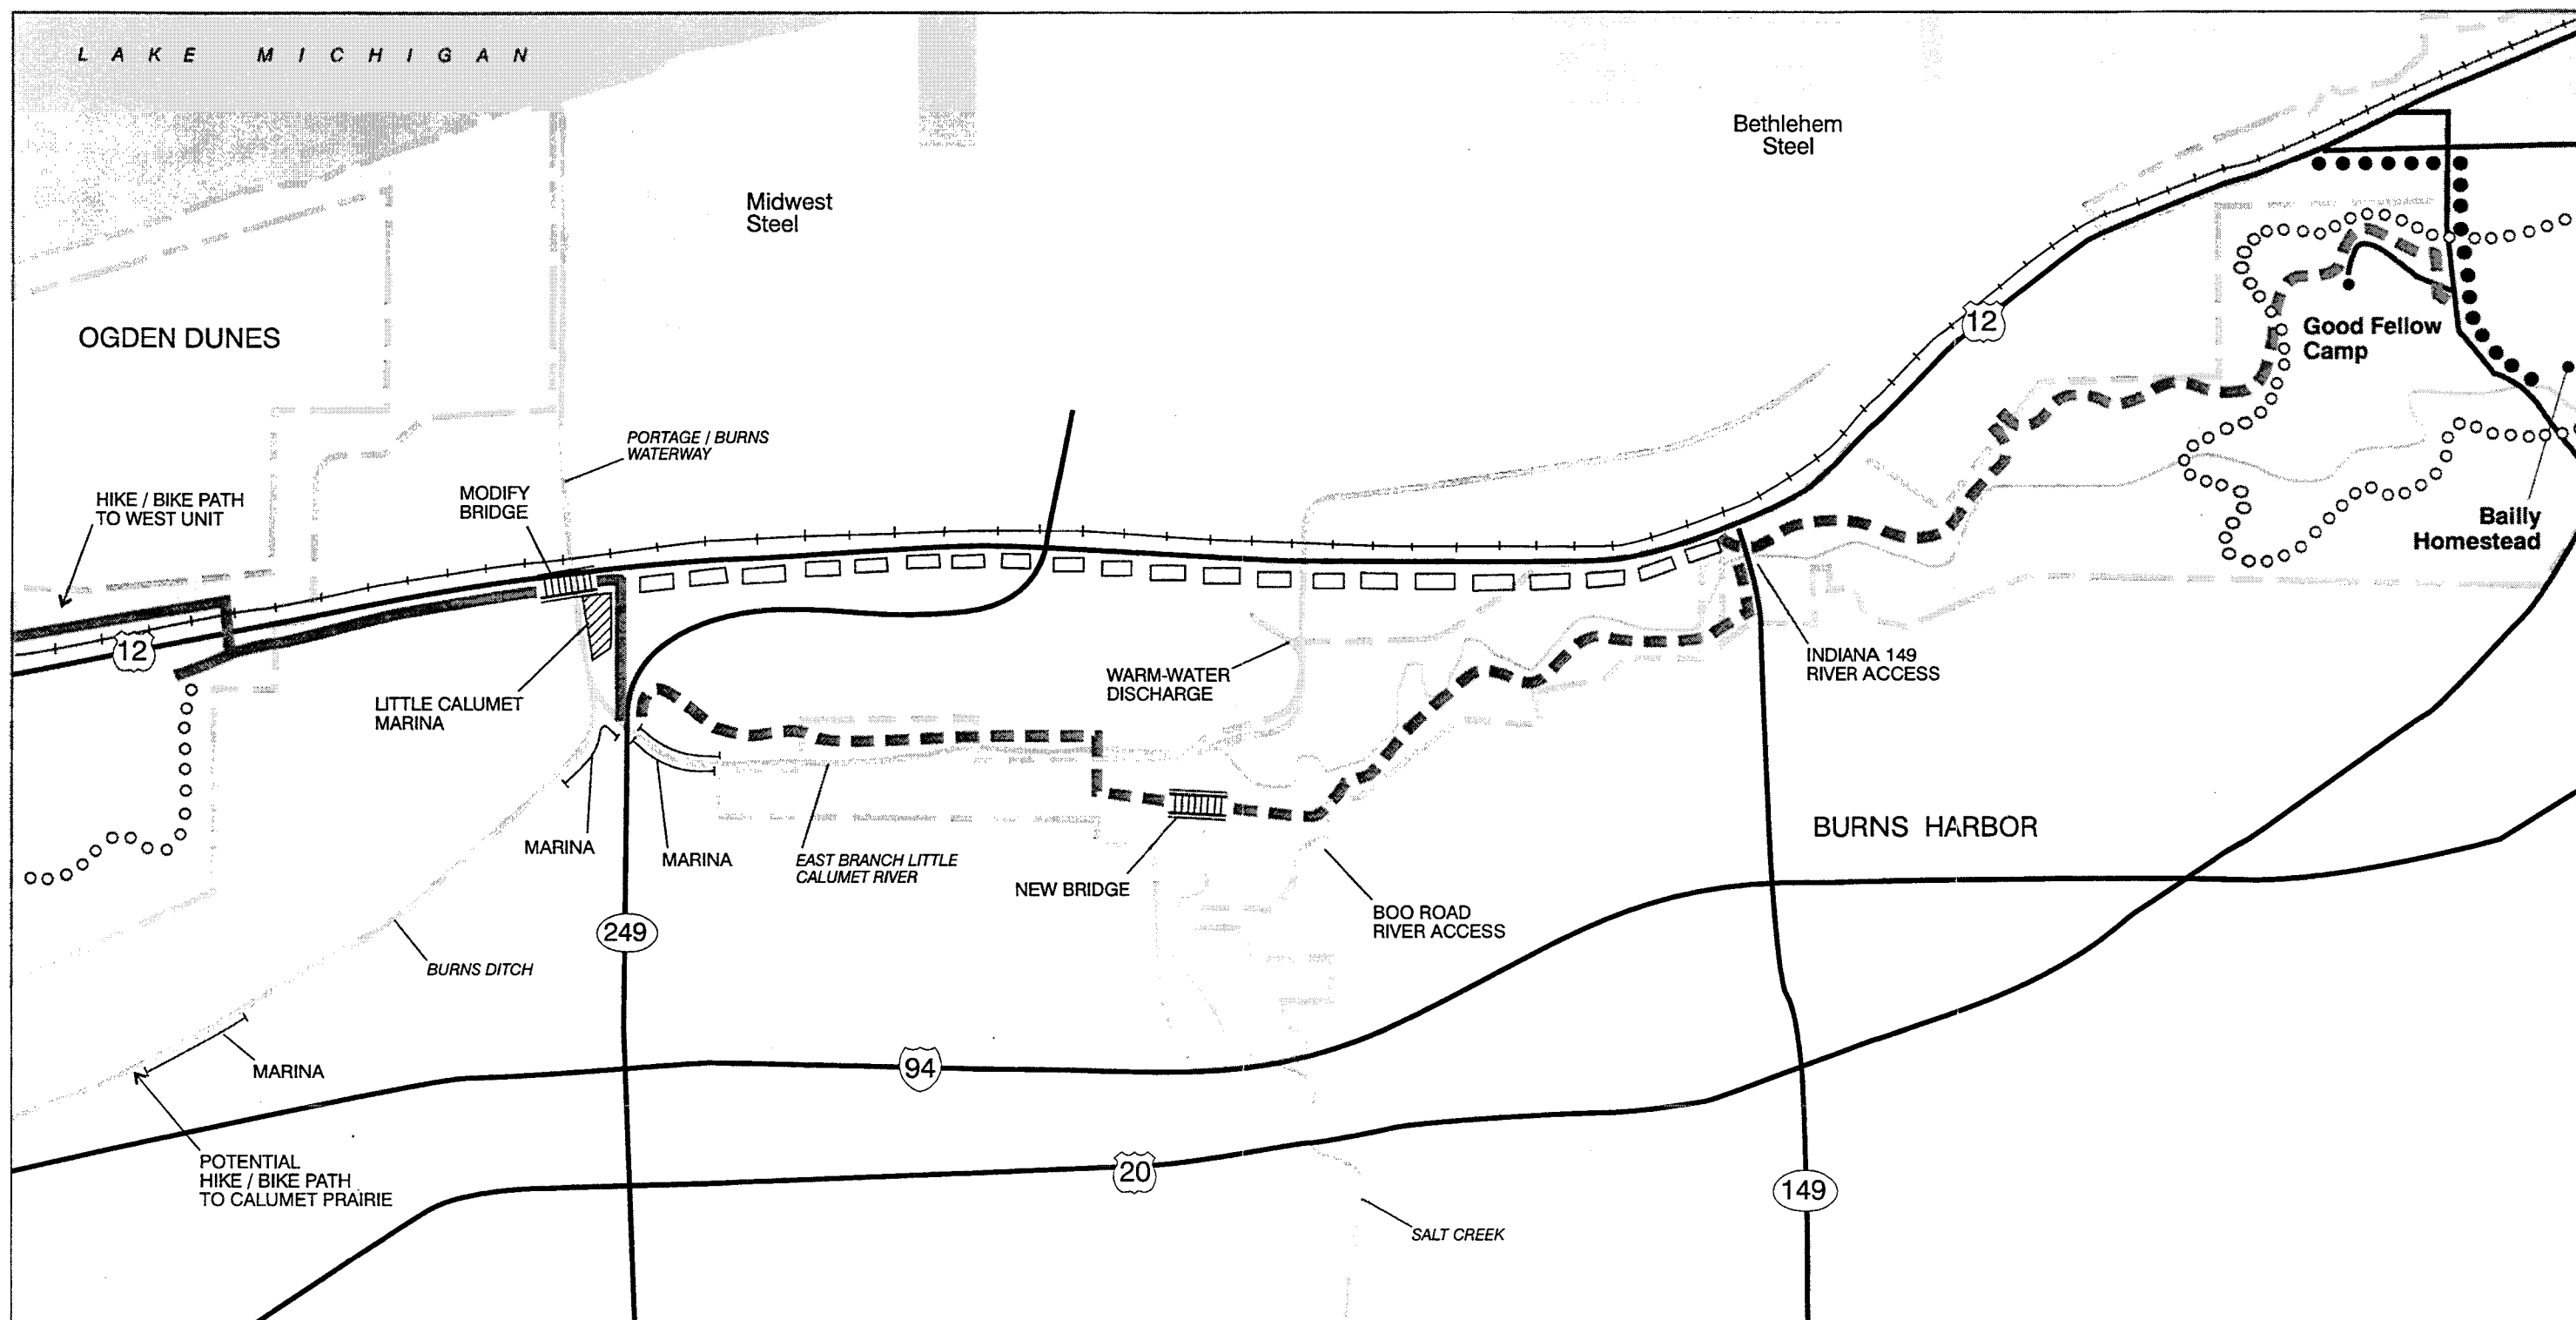 LAKE MICHIGAN
Bethlehem
Steel
Midwest
Steel
OGDEN DUNES
12
Good Fellow
Camp
PORTAGE / BURNS
WATERWAY
HIKE / BIKE PATH
TO WEST UNIT
MODIFY
BRIDGE
Bailly
Homestead
12
WARM-WATER
DISCHARGE
INDIANA 149
RIVER ACCESS
LITTLE CALUMET
MARINA
BURNS HARBOR
MARINA
MARINA
EAST BRANCH LITTLE
CALUMET RIVER
NEW BRIDGE
BOO ROAD
RIVER ACCESS
249
BURNS DITCH
MARINA
94
POTENTIAL
HIKE / BIKE PATH
TO CALUMET PRAIRIE
20
149
SALT CREEK